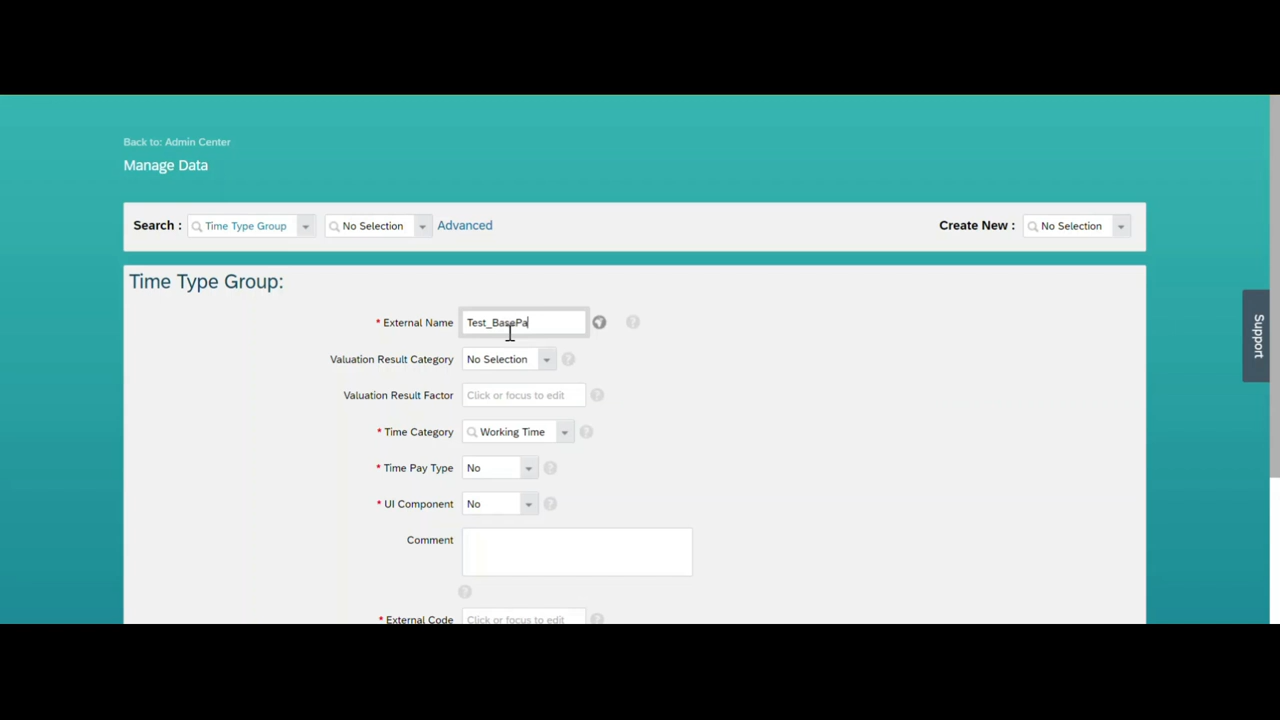 Back to: Admin Center
Manage Data
Search : Time Type Group No Selection Advanced Create New : No Selection
Time Type Group:
* External Name Test_BasePa
Valuation Result Category No Selection
Valuation Result Factor Click or focus to edit
* Time Category Working Time
* Time Pay Type No
* UI Component No
Comment
* External Code Click or focus to edit
Support